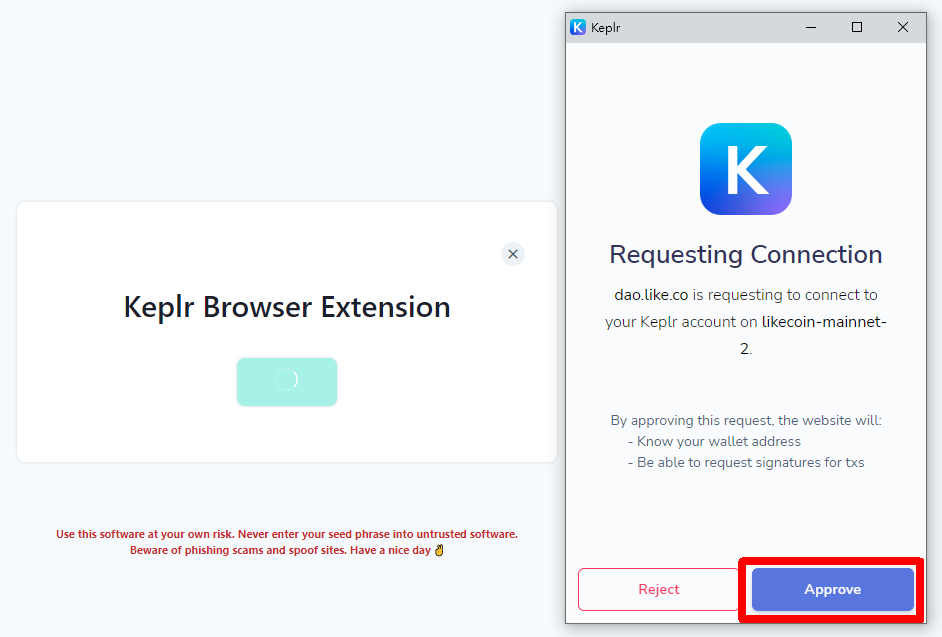 Keplr
K
Requesting Connection
dao.like.co is requesting to connect to
your Keplr account on likecoin-mainnet-
2.
By approving this request, the website will:
- Know your wallet address
- Be able to request signatures for txs
Reject
Approve
Keplr Browser Extension
Use this software at your own risk. Never enter your seed phrase into untrusted software.
Beware of phishing scams and spoof sites. Have a nice day ✌